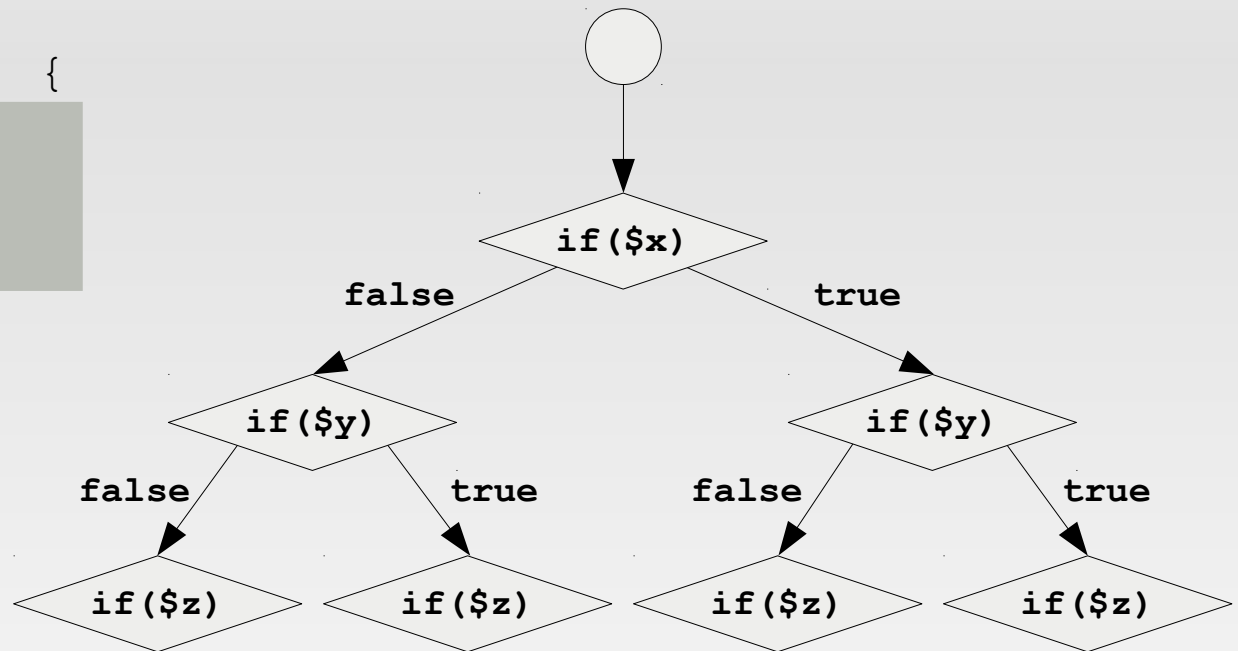 {
if($x)
false true
if($y) if($y)
false true false true
if($z) if($z) if($z) if($z)